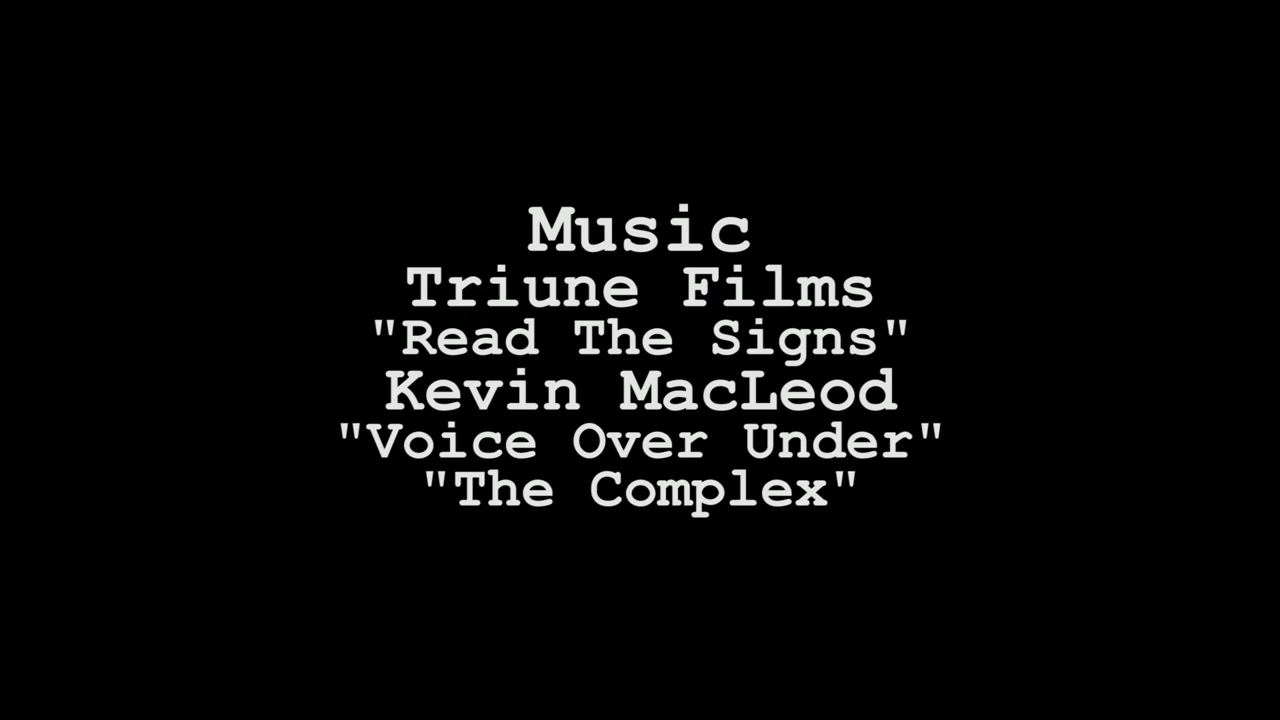 Music
Triune Films
"Read The Signs"
Kevin MacLeod
"Voice Over Under"
"The Complex"